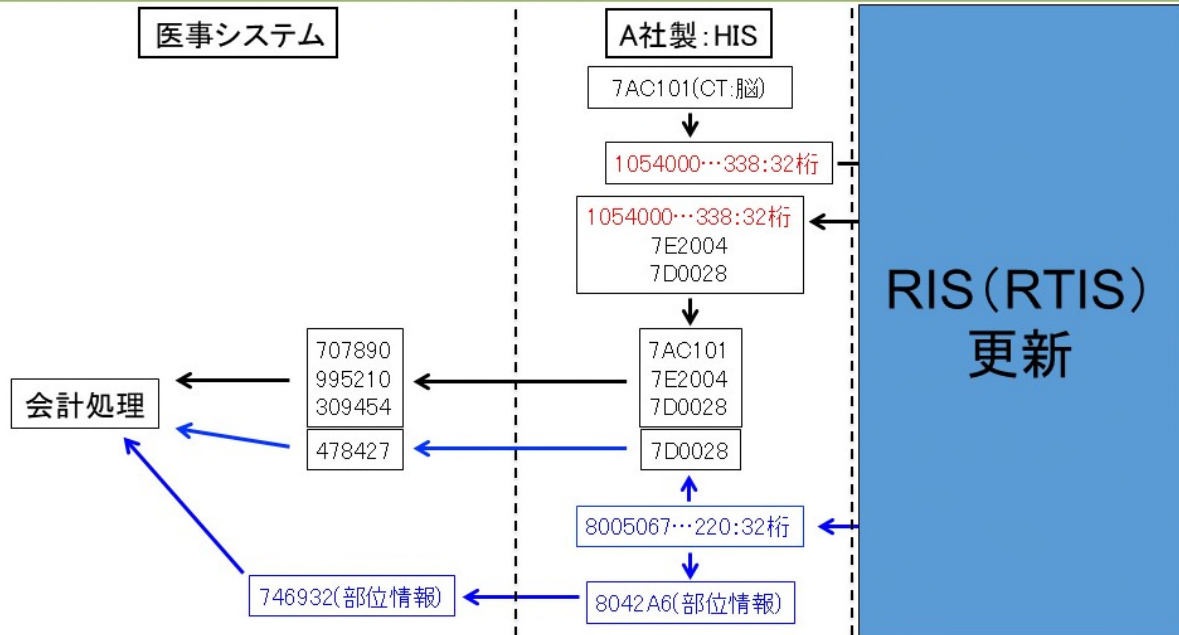 医事システム
A社製:HIS
7AC101(CT:脳)
1054000…338:32桁
1054000…338:32桁
7E2004
7D0028
RIS(RTIS)
更新
707890
995210
309454
7AC101
7E2004
7D0028
会計処理
478427
7D0028
8005067…220:32桁
746932(部位情報)
8042A6(部位情報)